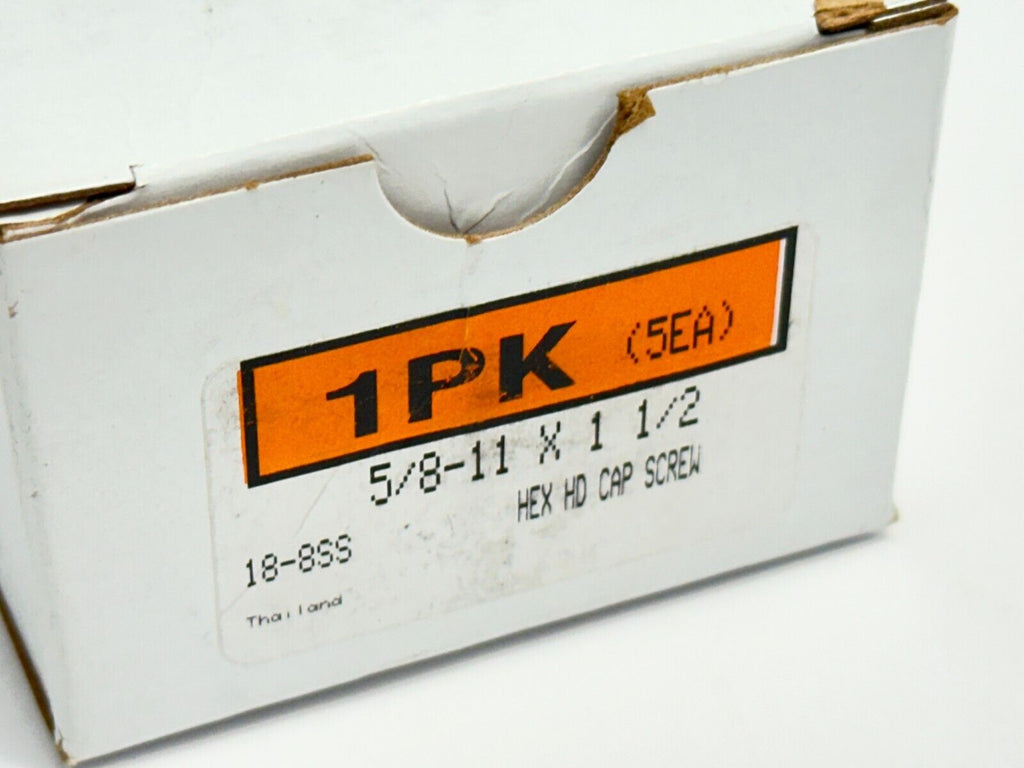 1PK (5EA)
5/8-11 X 1 1/2
HEX HD CAP SCREW
18-8SS
Thailand